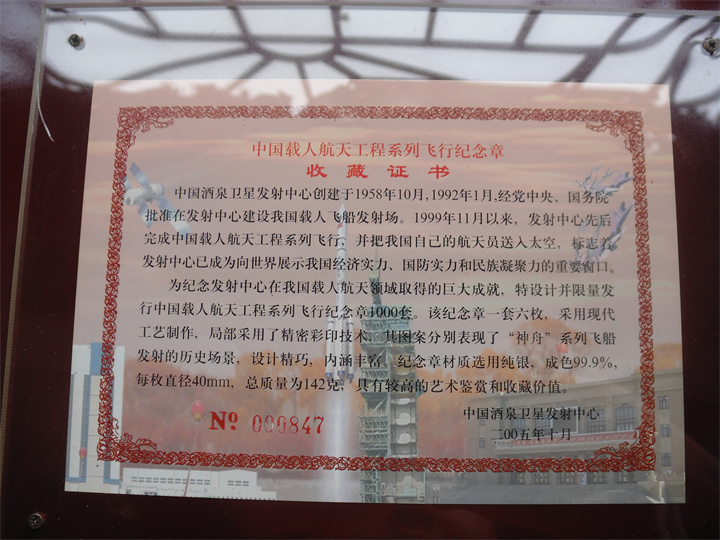 中国载人航天工程系列飞行纪念章
收藏证书
中国酒泉卫星发射中心创建于1958年10月,1992年1月,经党中央、国务院
批准在发射中心建设我国载人飞船发射场。1999年11月以来，发射中心先后
完成中国载人航天工程系列飞行，并把我国自己的航天员送入太空，标志着
发射中心已成为向世界展示我国经济实力、国防实力和民族凝聚力的重要窗口。
为纪念发射中心在我国载人航天领域取得的巨大成就，特设计并限量发
行中国载人航天工程系列飞行纪念章1000套。该纪念章一套六枚，采用现代
工艺制作，局部采用了精密彩印技术，其图案分别表现了“神舟”系列飞船
发射的历史场景，设计精巧，内涵丰富。纪念章材质选用纯银，成色99.9%，
每枚直径40mm，总质量为142克，具有较高的艺术鉴赏和收藏价值。
中国酒泉卫星发射中心
Nº 000847
二00五年十月